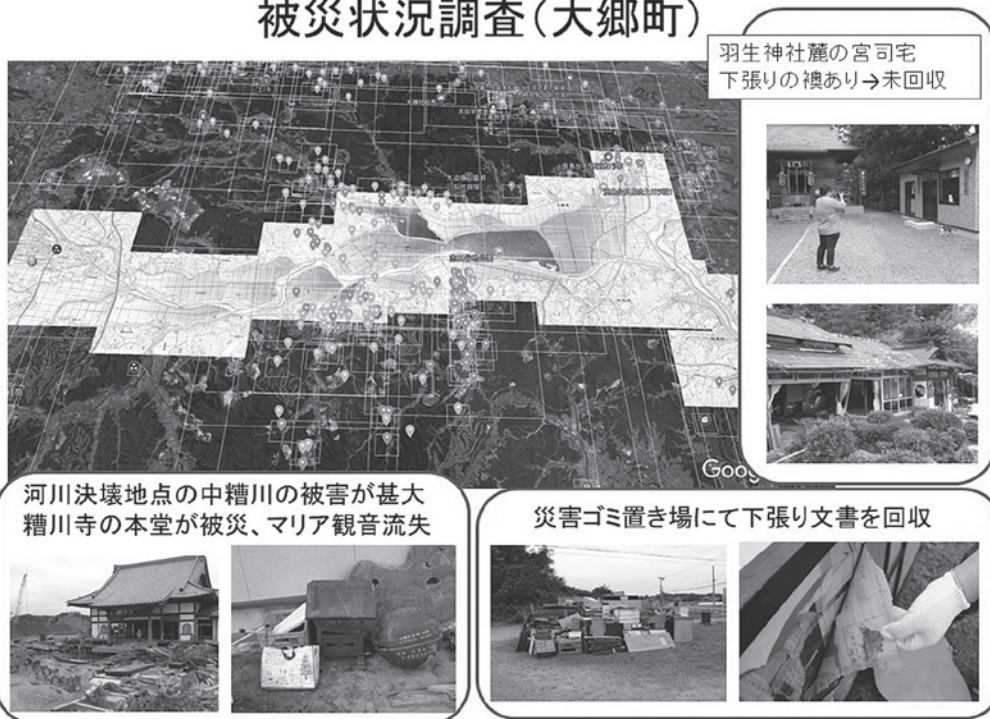 被災状況調査(大郷町)
羽生神社麓の宮司宅
下張りの襖あり→未回収
Goog
河川決壊地点の中糟川の被害が甚大
糟川寺の本堂が被災、マリア観音流失
災害ゴミ置き場にて下張り文書を回収